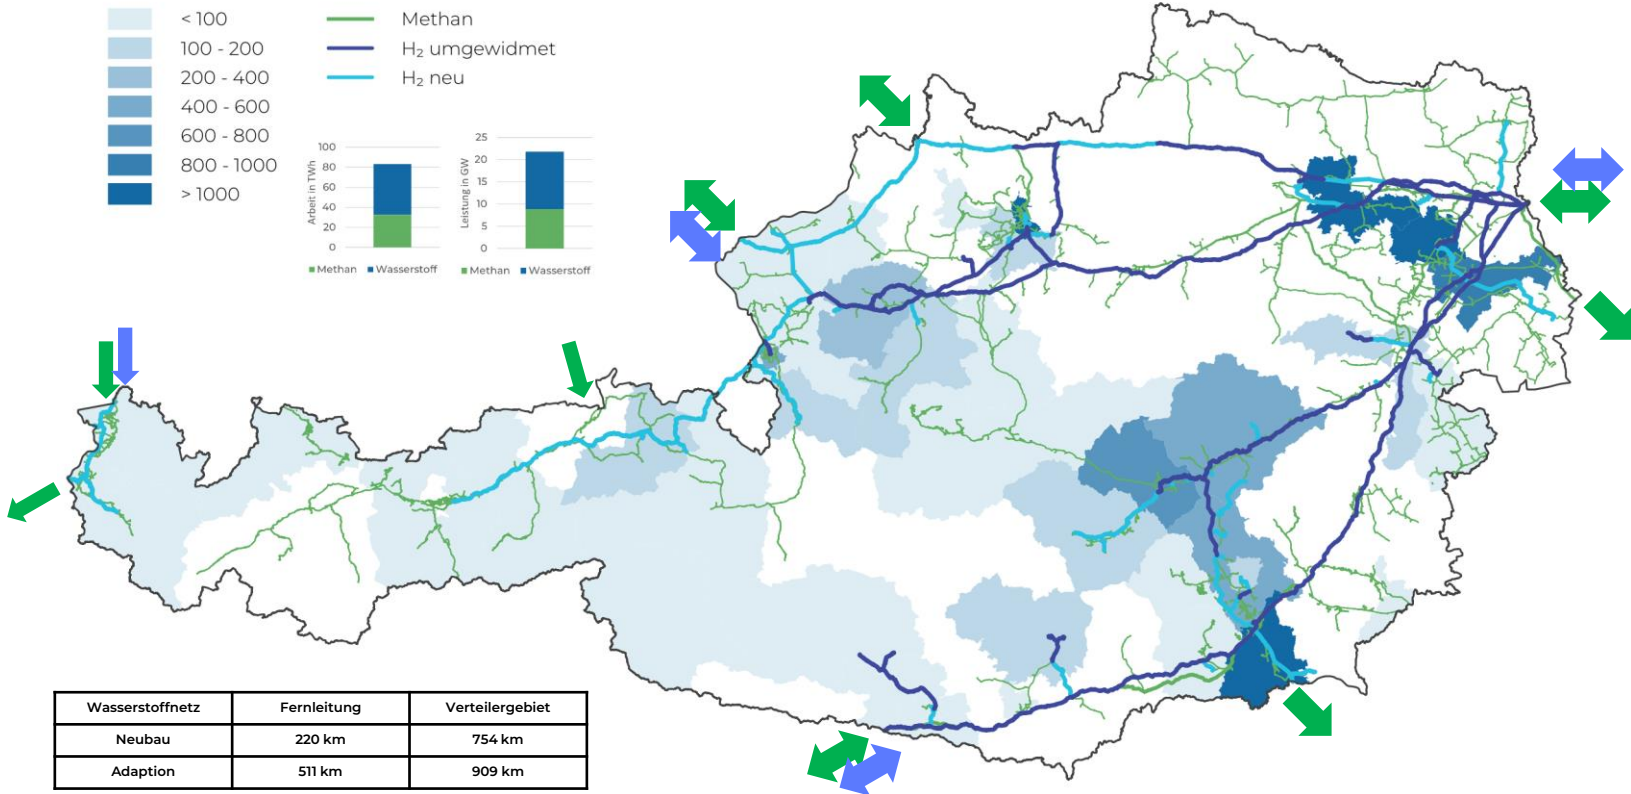 < 100
100 - 200
200 - 400
400 - 600
600 - 800
800 - 1000
> 1000
Methan
H₂ umgewidmet
H₂ neu
Arbeit in TWh
100
80
60
40
20
0
Methan Wasserstoff
Leistung in GW
25
20
15
10
5
0
Methan Wasserstoff
Wasserstoffnetz Fernleitung Verteilergebiet
Neubau 220 km 754 km
Adaption 511 km 909 km